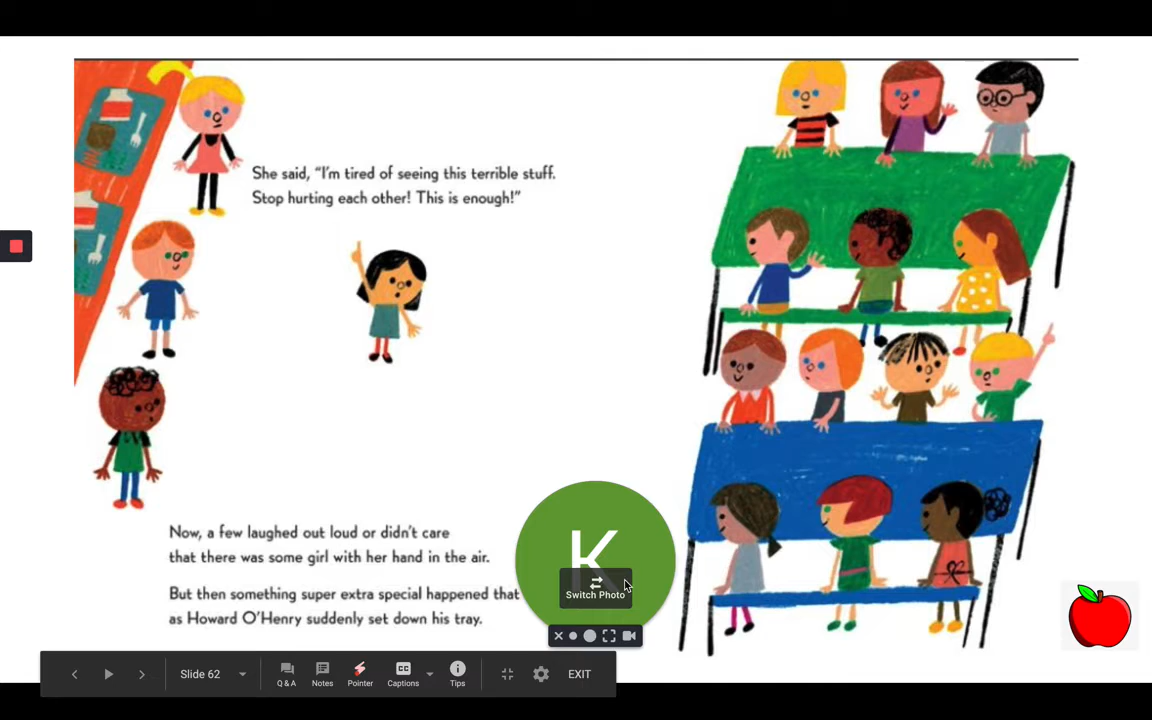 She said, “I’m tired of seeing this terrible stuff.
Stop hurting each other! This is enough!”
Now, a few laughed out loud or didn’t care
that there was some girl with her hand in the air.
But then something super extra special happened that
as Howard O’Henry suddenly set down his tray.
K
Switch Photo
Slide 62
Q & A
Notes
Pointer
CC
Captions
Tips
EXIT